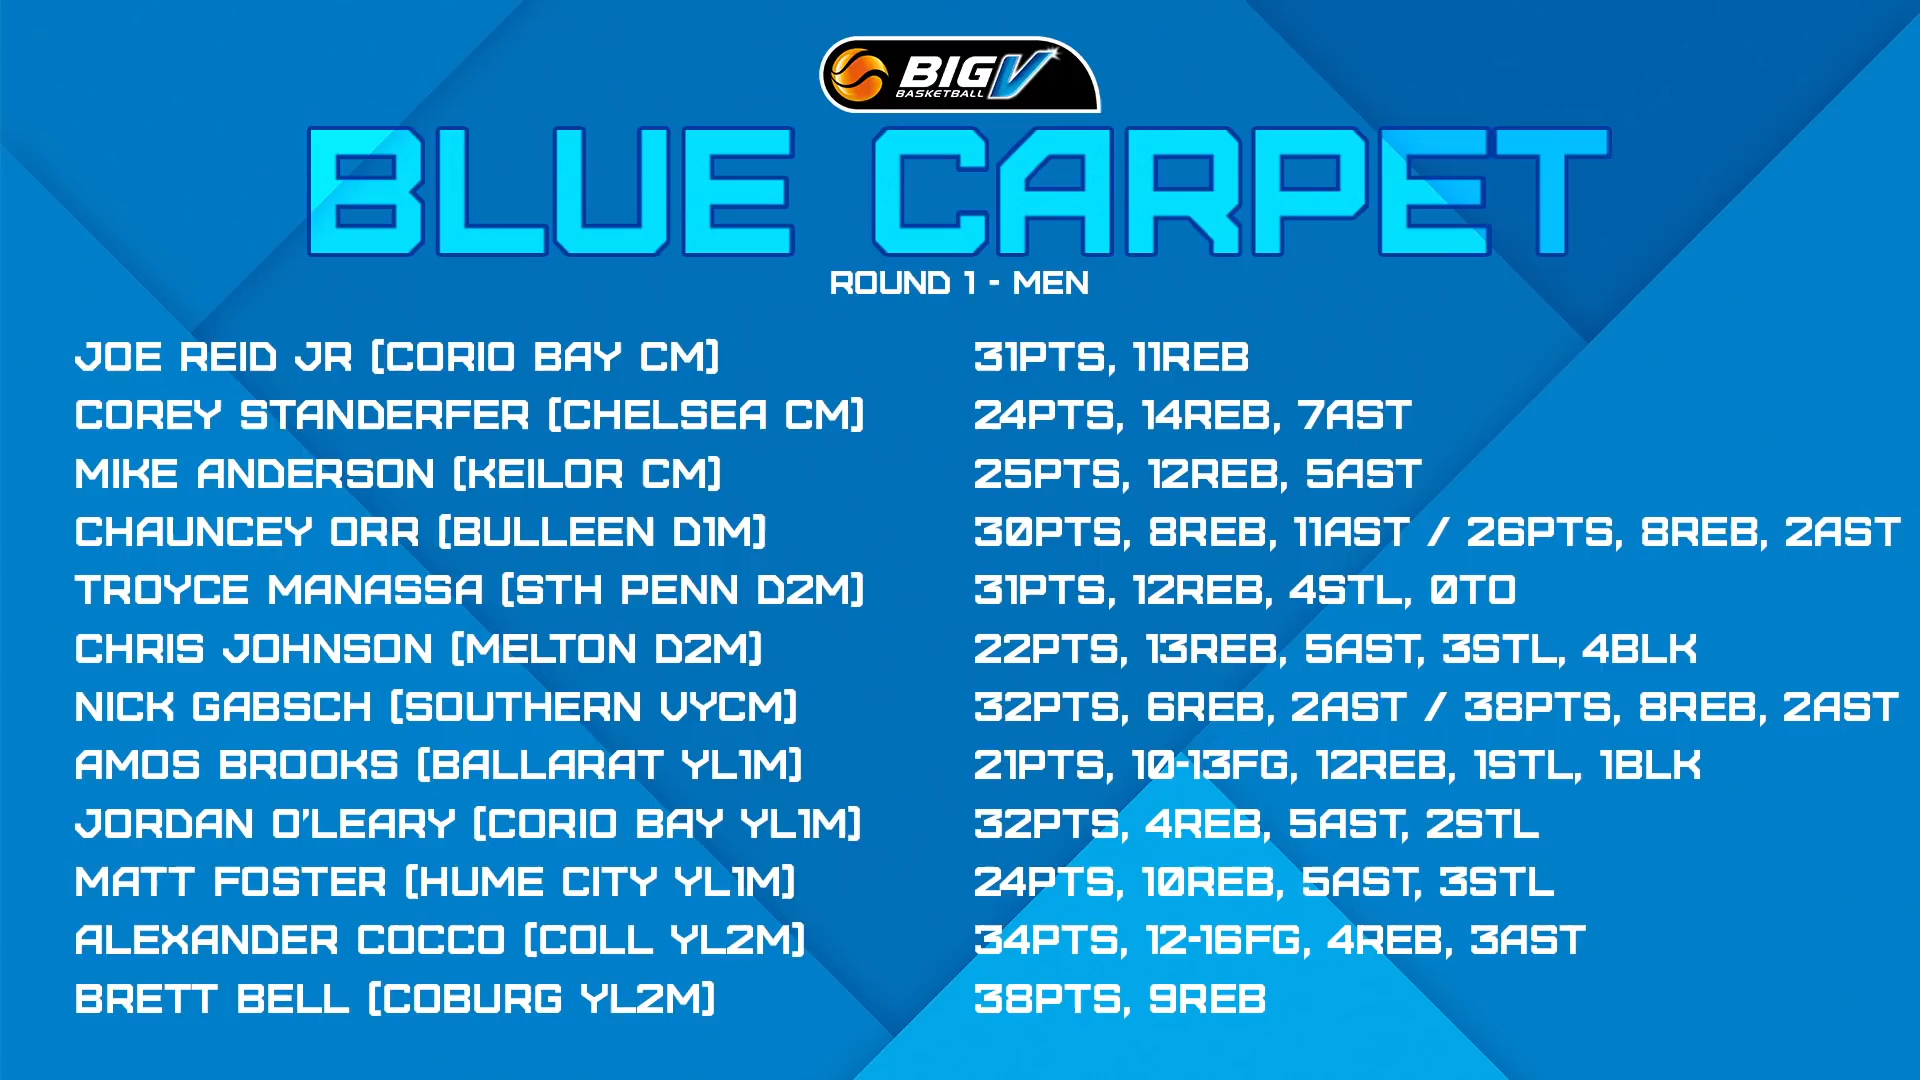 BIGV
BASKETBALL
BLUE CARPET
ROUND 1 - MEN
JOE REID JR [CORIO BAY CM] 31PTS, 11REB
COREY STANDERFER [CHELSEA CM] 24PTS, 14REB, 7AST
MIKE ANDERSON [KEILOR CM] 25PTS, 12REB, 5AST
CHAUNCEY ORR [BULLEEN D1M] 30PTS, 8REB, 11AST / 26PTS, 8REB, 2AST
TROYCE MANASSA [STH PENN D2M] 31PTS, 12REB, 4STL, 0TO
CHRIS JOHNSON [MELTON D2M] 22PTS, 13REB, 5AST, 3STL, 4BLK
NICK GABSCH [SOUTHERN VYCM] 32PTS, 6REB, 2AST / 38PTS, 8REB, 2AST
AMOS BROOKS [BALLARAT YL1M] 21PTS, 10-13FG, 12REB, 1STL, 1BLK
JORDAN O'LEARY [CORIO BAY YL1M] 32PTS, 4REB, 5AST, 2STL
MATT FOSTER [HUME CITY YL1M] 24PTS, 10REB, 5AST, 3STL
ALEXANDER COCCO [COLL YL2M] 34PTS, 12-16FG, 4REB, 3AST
BRETT BELL [COBURG YL2M] 38PTS, 9REB